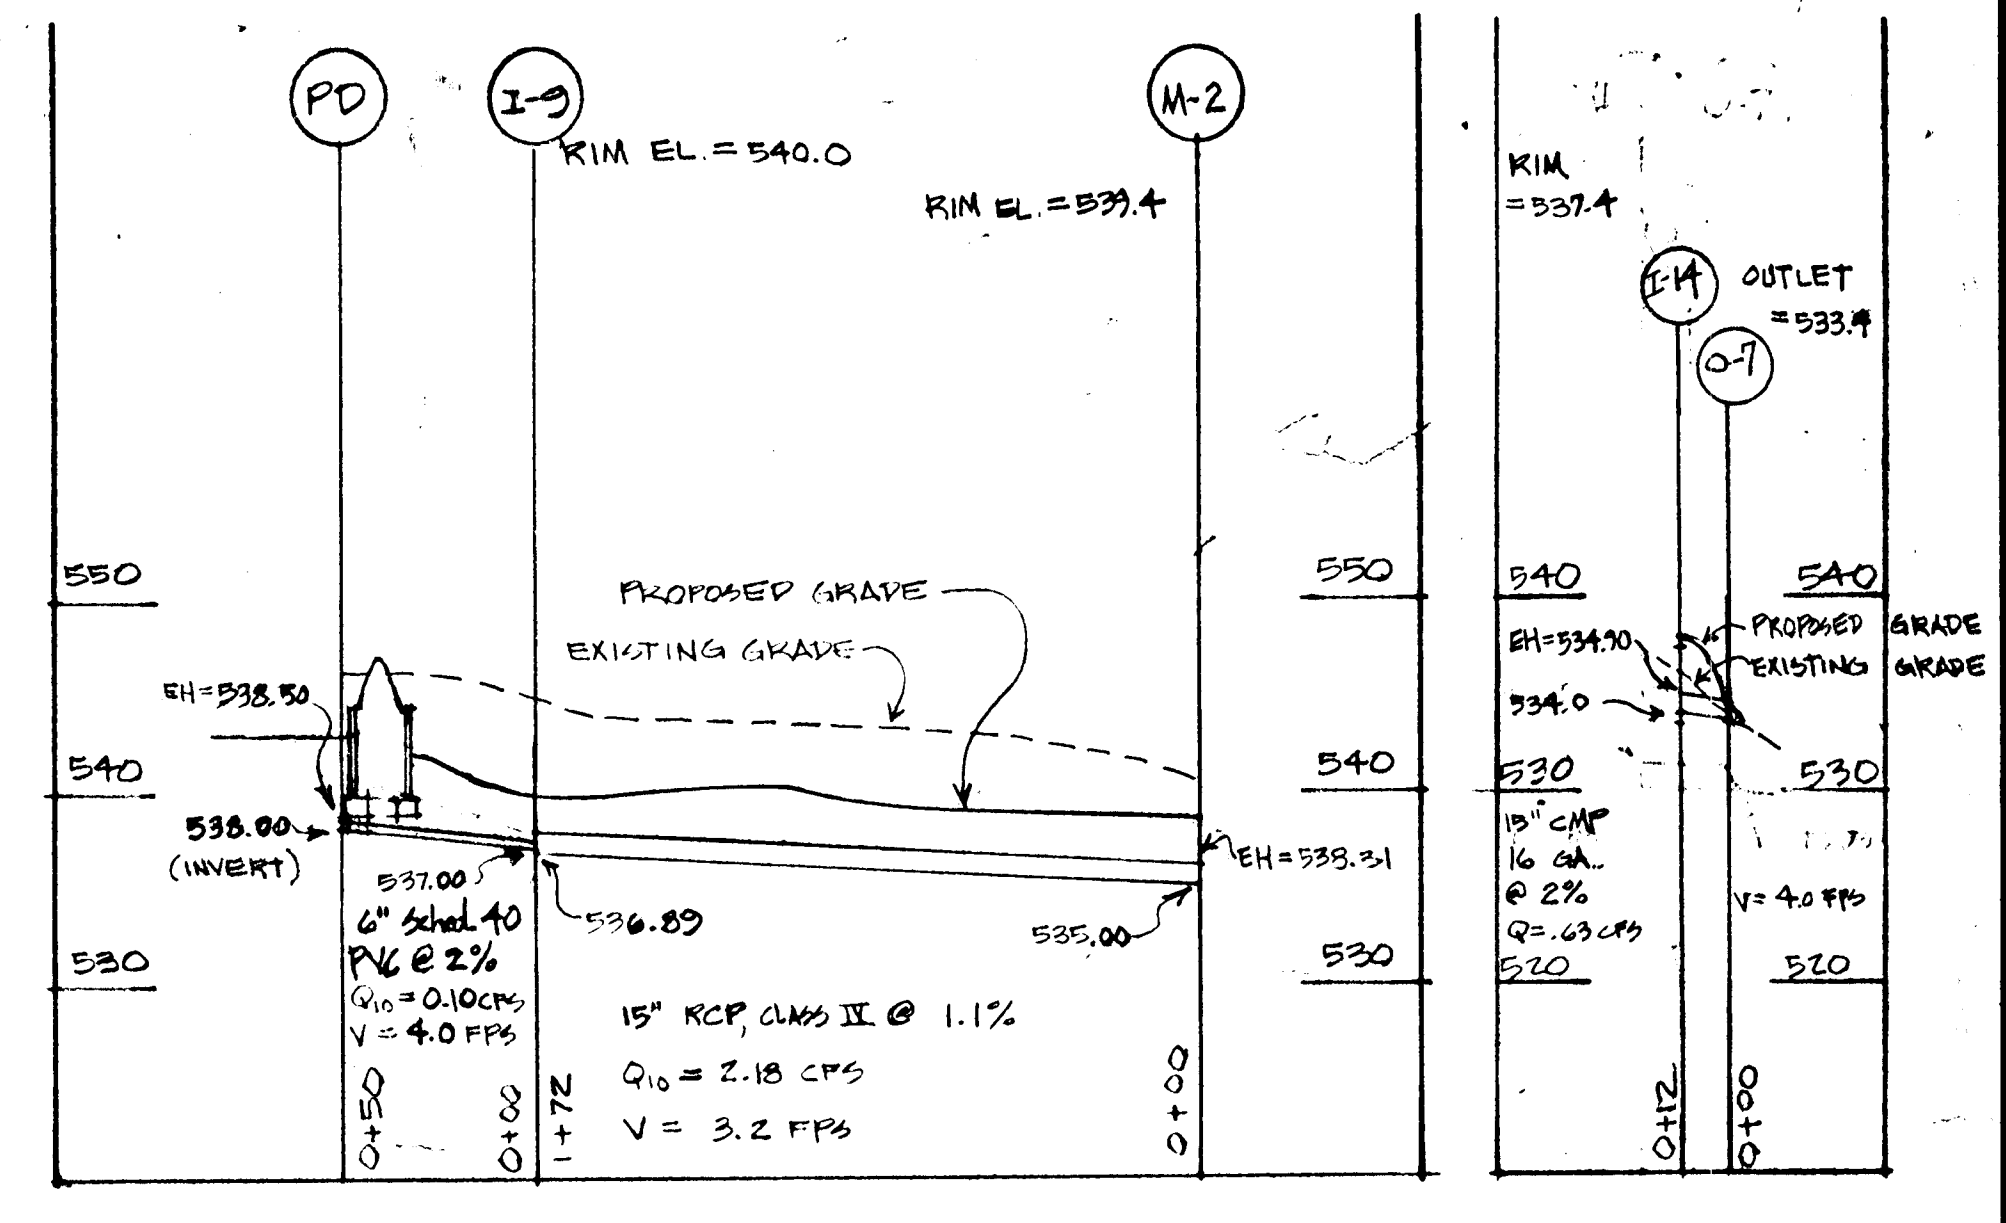 PD
I-9
M-2
RIM EL. = 540.0
RIM EL. = 539.4
RIM
= 537.4
I-14
OUTLET
= 533.4
O-7
550
550
540
540
PROPOSED GRADE
EXISTING GRADE
EH = 538.50
540
540
538.00
(INVERT)
537.00
536.89
EH = 538.31
535.00
530
530
6" Sched. 40
PVC @ 2%
Q10 = 0.10 CFS
V = 4.0 FPS
15" RCP, CLASS IV @ 1.1%
Q10 = 2.18 CFS
V = 3.2 FPS
0+50
0+00
1+72
0+00
EH = 534.90
PROPOSED GRADE
EXISTING GRADE
534.0
530
530
15" CMP
16 GA..
@ 2%
Q = .63 CFS
V = 4.0 FPS
520
520
0+12
0+00